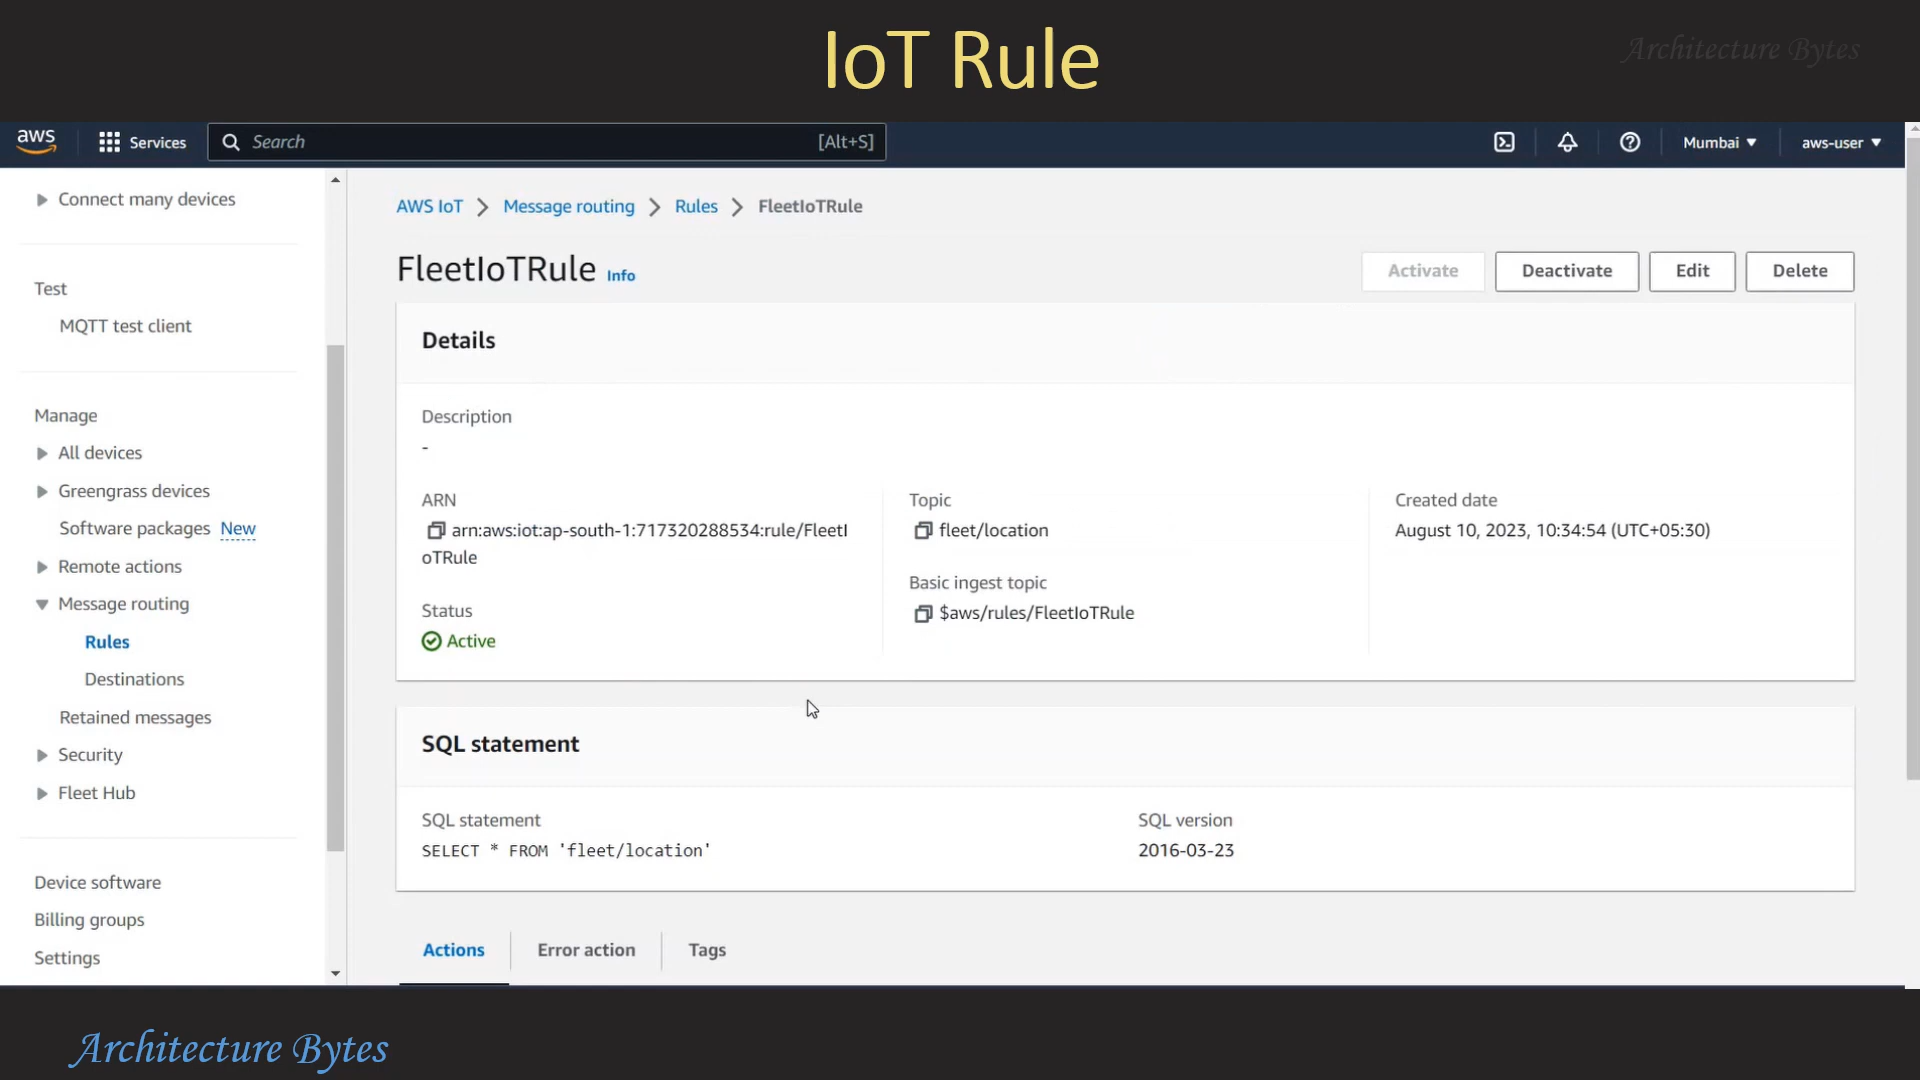 IoT Rule
Architecture Bytes
aws
Services
Search
[Alt+S]
Mumbai
aws-user
Connect many devices
Test
MQTT test client
Manage
All devices
Greengrass devices
Software packages New
Remote actions
Message routing
Rules
Destinations
Retained messages
Security
Fleet Hub
Device software
Billing groups
Settings
AWS IoT > Message routing > Rules > FleetIoTRule
FleetIoTRule Info
Activate
Deactivate
Edit
Delete
Details
Description
-
ARN
arn:aws:iot:ap-south-1:717320288534:rule/FleetI
oTRule
Status
Active
Topic
fleet/location
Basic ingest topic
$aws/rules/FleetIoTRule
Created date
August 10, 2023, 10:34:54 (UTC+05:30)
SQL statement
SQL statement
SELECT * FROM 'fleet/location'
SQL version
2016-03-23
Actions
Error action
Tags
Architecture Bytes